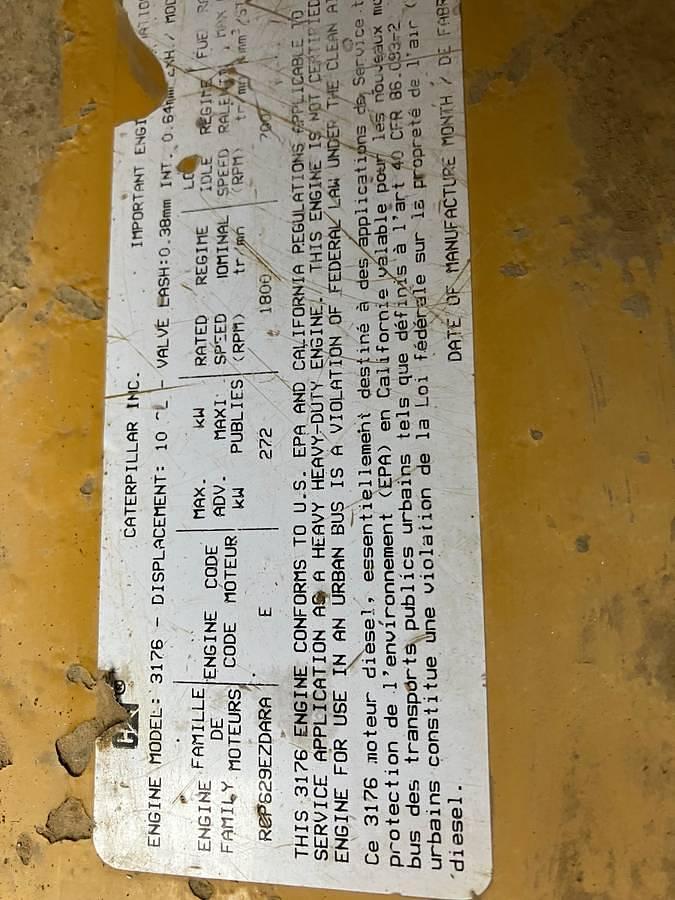 CAT®
CATERPILLAR INC. IMPORTANT ENGI
ENGINE MODEL: 3176 - DISPLACEMENT: 10 L - VALVE LASH:0.38mm INT. 0.64mm EXH./
ENGINE FAMILLE ENGINE CODE MAX. kW RATED REGIME REGIME FUEL
FAMILY DE CODE MOTEUR ADV. MAXI. SPEED NOMINAL IDLE RALENTI MAX
MOTEURS kW PUBLIES (RPM) tr/mn SPEED tr/mn
(RPM)
E 272 1800 700
THIS 3176 ENGINE CONFORMS TO U.S. EPA AND CALIFORNIA REGULATIONS APPLICABLE TO
SERVICE APPLICATION AS A HEAVY HEAVY-DUTY ENGINE. THIS ENGINE IS NOT CERTIFIED
ENGINE FOR USE IN AN URBAN BUS IS A VIOLATION OF FEDERAL LAW UNDER THE CLEAN
Ce 3176 moteur diesel, essentiellement destiné à des applications de Service
protection de l'environnement (EPA) en Californie valable pour les nouveaux
bus des transports publics urbains tels que définis à l'art 40 CFR 86.093-2
urbains constitue une violation de la Loi fédérale sur la propreté de l'air
diesel.
DATE OF MANUFACTURE MONTH / DE FABR